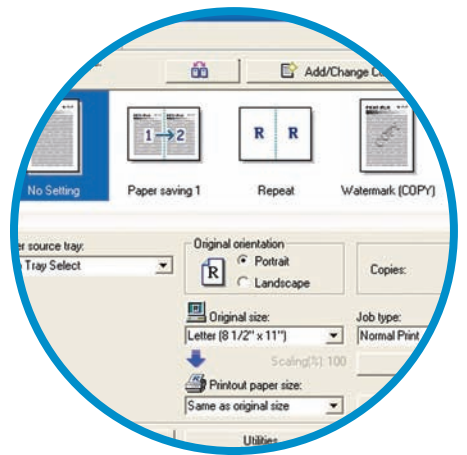 Add/Change
1→2
R R
No Setting
Paper saving 1
Repeat
Watermark (COPY)
source tray:
Tray Select
Original orientation
R
Portrait
Landscape
Copies:
Original size:
Letter (8 1/2" x 11")
Job type:
Normal Print
Scaling(%): 100
Printout paper size:
Same as original size
Utilities